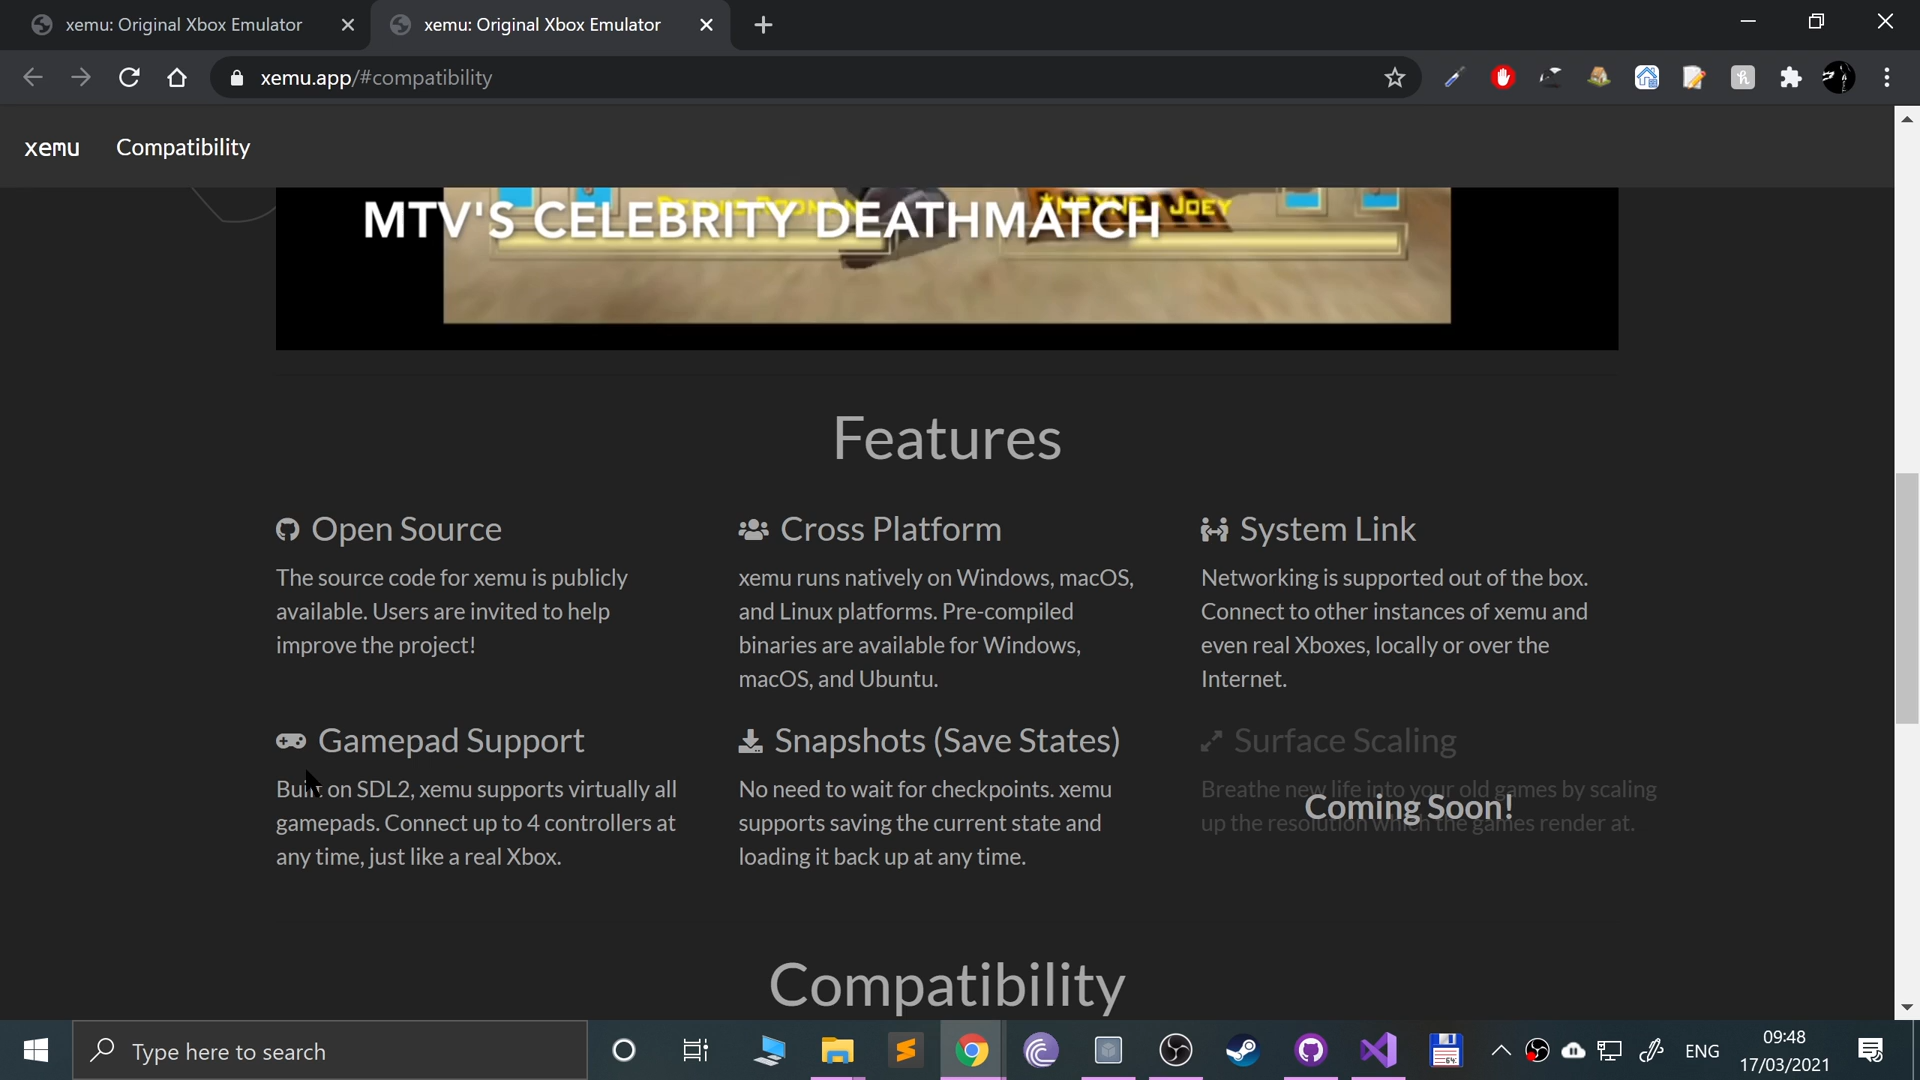 xemu: Original Xbox Emulator
xemu: Original Xbox Emulator
xemu.app/#compatibility
xemu
Compatibility
MTV'S CELEBRITY DEATHMATCH
JOEY
Features
Open Source
The source code for xemu is publicly
available. Users are invited to help
improve the project!
Cross Platform
xemu runs natively on Windows, macOS,
and Linux platforms. Pre-compiled
binaries are available for Windows,
macOS, and Ubuntu.
System Link
Networking is supported out of the box.
Connect to other instances of xemu and
even real Xboxes, locally or over the
Internet.
Gamepad Support
Built on SDL2, xemu supports virtually all
gamepads. Connect up to 4 controllers at
any time, just like a real Xbox.
Snapshots (Save States)
No need to wait for checkpoints. xemu
supports saving the current state and
loading it back up at any time.
Surface Scaling
Breathe new life into your old games by scaling
up the resolution which the games render at.
Coming Soon!
Compatibility
Type here to search
64
ENG
09:48
17/03/2021